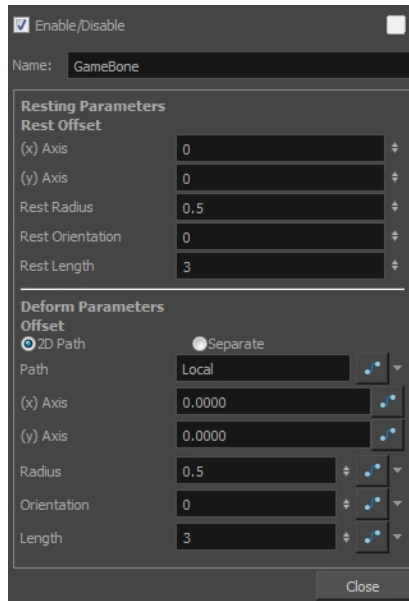 Enable/Disable
Name: GameBone
Resting Parameters
Rest Offset
(x) Axis 0
(y) Axis 0
Rest Radius 0.5
Rest Orientation 0
Rest Length 3
Deform Parameters
Offset
2D Path Separate
Path Local
(x) Axis 0.0000
(y) Axis 0.0000
Radius 0.5
Orientation 0
Length 3
Close